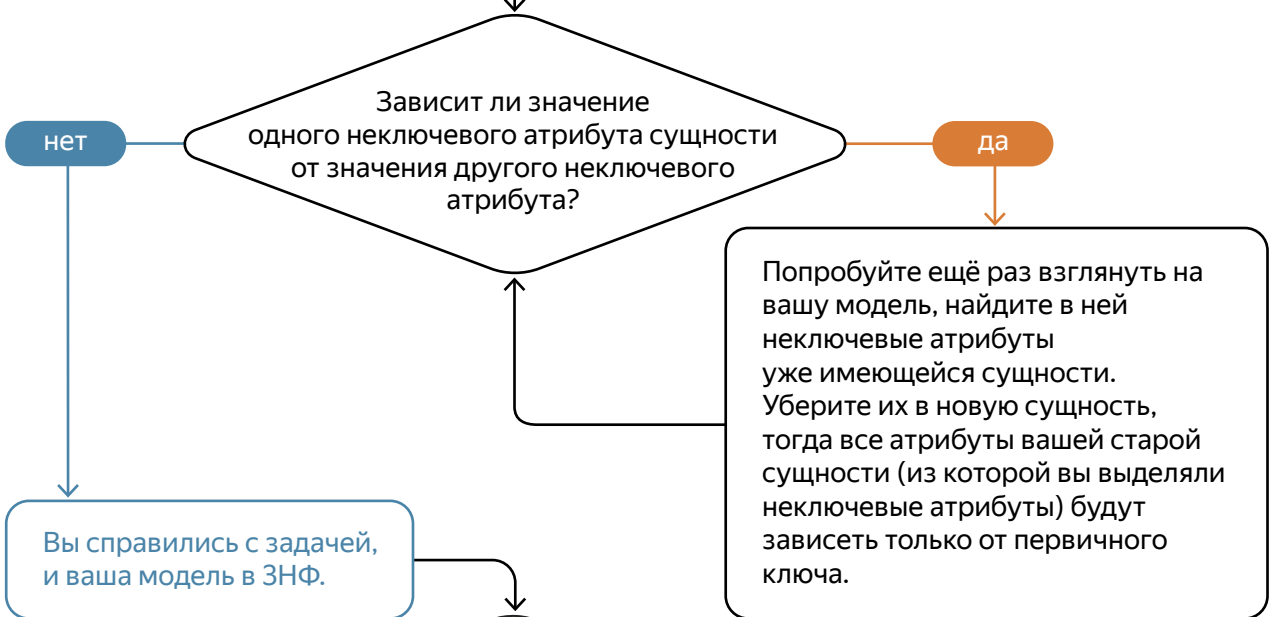 Зависит ли значение
одного неключевого атрибута сущности
от значения другого неключевого
атрибута?
нет
да
Попробуйте ещё раз взглянуть на
вашу модель, найдите в ней
неключевые атрибуты
уже имеющейся сущности.
Уберите их в новую сущность,
тогда все атрибуты вашей старой
сущности (из которой вы выделяли
неключевые атрибуты) будут
зависеть только от первичного
ключа.
Вы справились с задачей,
и ваша модель в 3НФ.